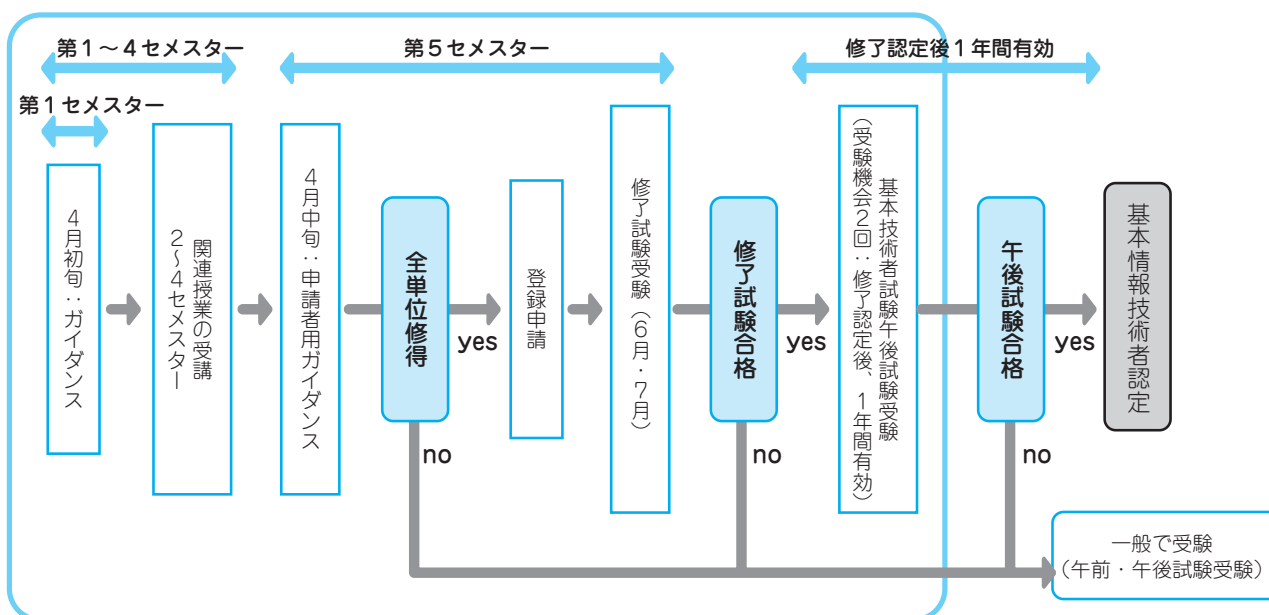 第1～4セメスター
第5セメスター
修了認定後1年間有効
第1セメスター
4月初旬：ガイダンス
関連授業の受講
2～4セメスター
4月中旬：申請者用ガイダンス
全単位修得
yes
no
登録申請
修了試験受験（6月・7月）
修了試験合格
yes
no
基本技術者試験午後試験受験
（受験機会2回：修了認定後、1年間有効）
午後試験合格
yes
no
基本情報技術者認定
一般で受験
（午前・午後試験受験）